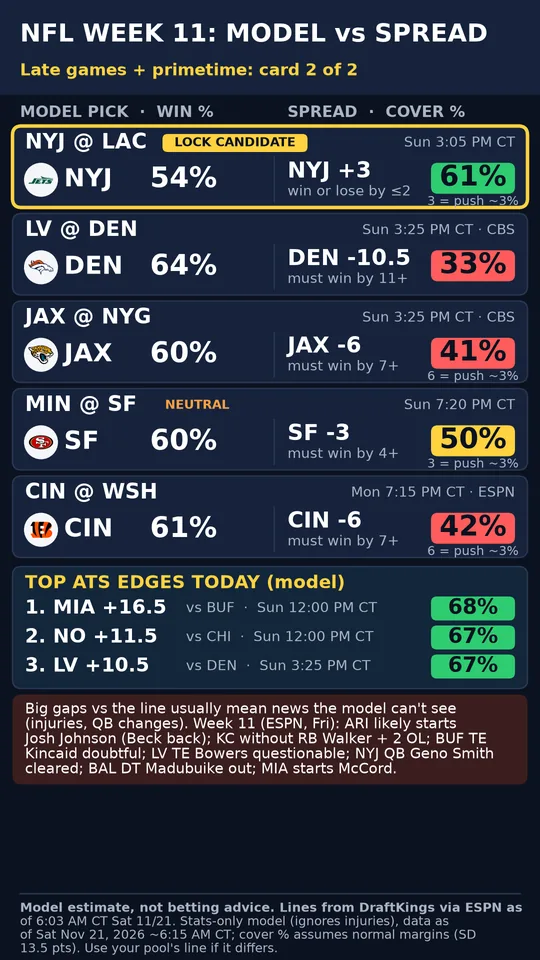 NFL WEEK 11: MODEL vs SPREAD
Late games + primetime: card 2 of 2
MODEL PICK · WIN % SPREAD · COVER %
NYJ @ LAC LOCK CANDIDATE Sun 3:05 PM CT
JETS NYJ 54% NYJ +3 61%
win or lose by ≤2
3 = push ~3%
LV @ DEN Sun 3:25 PM CT · CBS
DEN 64% DEN -10.5 33%
must win by 11+
JAX @ NYG Sun 3:25 PM CT · CBS
JAX 60% JAX -6 41%
must win by 7+
6 = push ~3%
MIN @ SF NEUTRAL Sun 7:20 PM CT
SF SF 60% SF -3 50%
must win by 4+
3 = push ~3%
CIN @ WSH Mon 7:15 PM CT · ESPN
CIN 61% CIN -6 42%
must win by 7+
6 = push ~3%
TOP ATS EDGES TODAY (model)
1. MIA +16.5 vs BUF · Sun 12:00 PM CT 68%
2. NO +11.5 vs CHI · Sun 12:00 PM CT 67%
3. LV +10.5 vs DEN · Sun 3:25 PM CT 67%
Big gaps vs the line usually mean news the model can't see
(injuries, QB changes). Week 11 (ESPN, Fri): ARI likely starts
Josh Johnson (Beck back); KC without RB Walker + 2 OL; BUF TE
Kincaid doubtful; LV TE Bowers questionable; NYJ QB Geno Smith
cleared; BAL DT Madubuike out; MIA starts McCord.
Model estimate, not betting advice. Lines from DraftKings via ESPN as
of 6:03 AM CT Sat 11/21. Stats-only model (ignores injuries), data as
of Sat Nov 21, 2026 ~6:15 AM CT; cover % assumes normal margins (SD
13.5 pts). Use your pool's line if it differs.